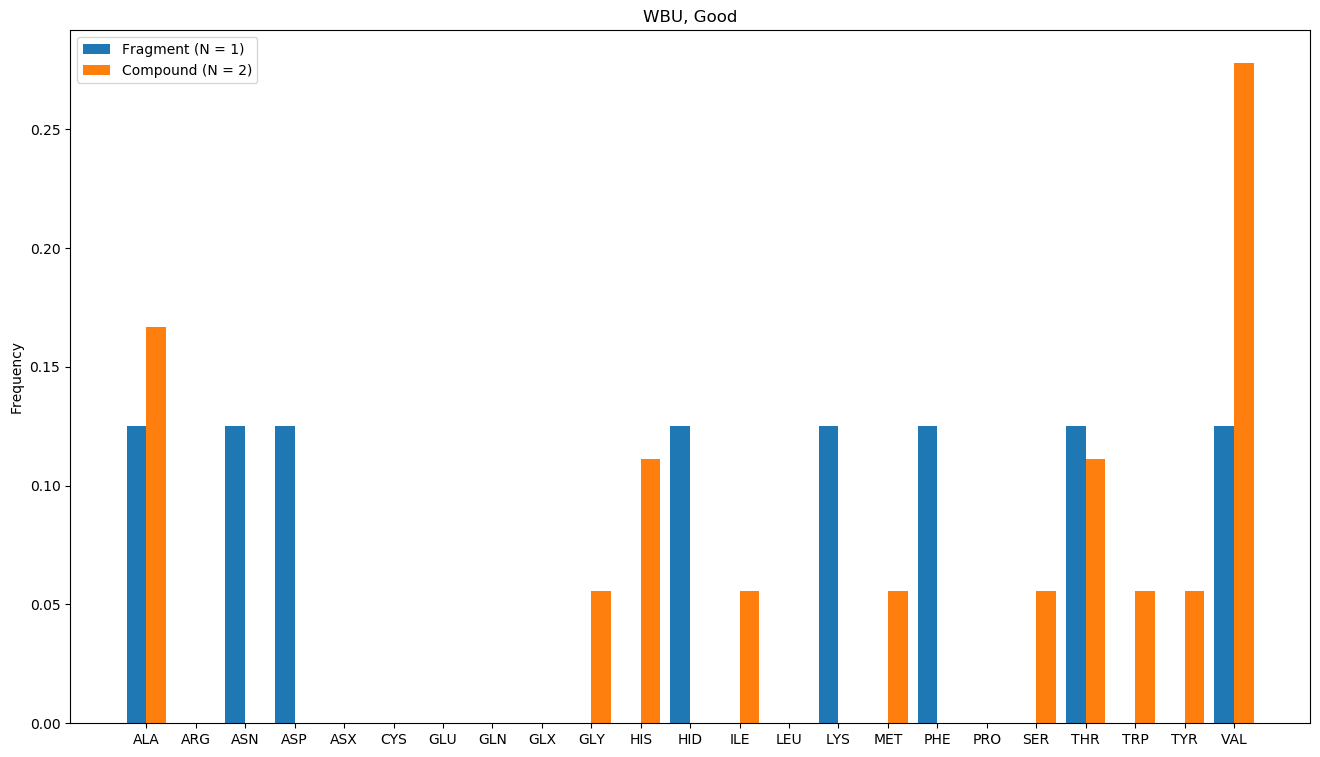 WBU, Good
Fragment (N = 1)
Compound (N = 2)
Frequency
0.25
0.20
0.15
0.10
0.05
0.00
ALA ARG ASN ASP ASX CYS GLU GLN GLX GLY HIS HID ILE LEU LYS MET PHE PRO SER THR TRP TYR VAL